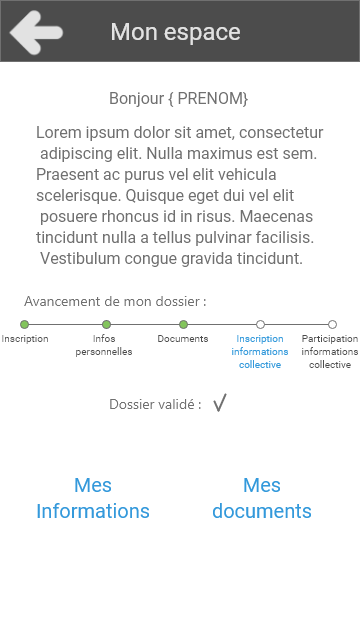 Mon espace
Bonjour { PRENOM}
Lorem ipsum dolor sit amet, consectetur
adipiscing elit. Nulla maximus est sem.
Praesent ac purus vel elit vehicula
scelerisque. Quisque eget dui vel elit
posuere rhoncus id in risus. Maecenas
tincidunt nulla a tellus pulvinar facilisis.
Vestibulum congue gravida tincidunt.
Avancement de mon dossier :
Inscription
Infos
personnelles
Documents
Inscription
informations
collective
Participation
informations
collective
Dossier validé :
Mes
Informations
Mes
documents